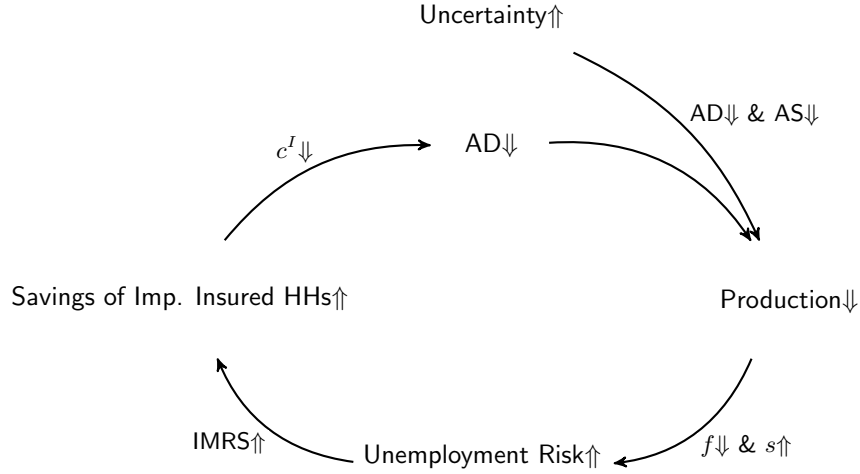 Uncertainty⇑
AD⇓ & AS⇓
c^I⇓
AD⇓
Savings of Imp. Insured HHs⇑
Production⇓
IMRS⇑
Unemployment Risk⇑
f⇓ & s⇑